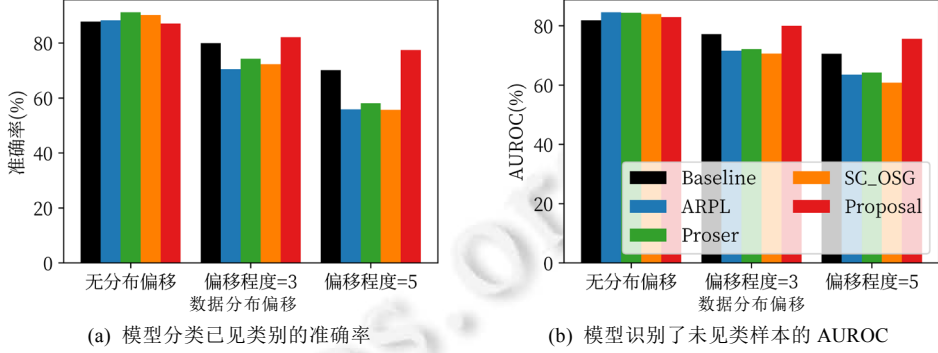 准确率(%)
80
60
40
20
0
无分布偏移 偏移程度=3 偏移程度=5
数据分布偏移
(a) 模型分类已见类别的准确率
AUROC(%)
80
60
40
20
0
Baseline SC_OSG
ARPL Proposal
Proser
无分布偏移 偏移程度=3 偏移程度=5
数据分布偏移
(b) 模型识别了未见类样本的 AUROC